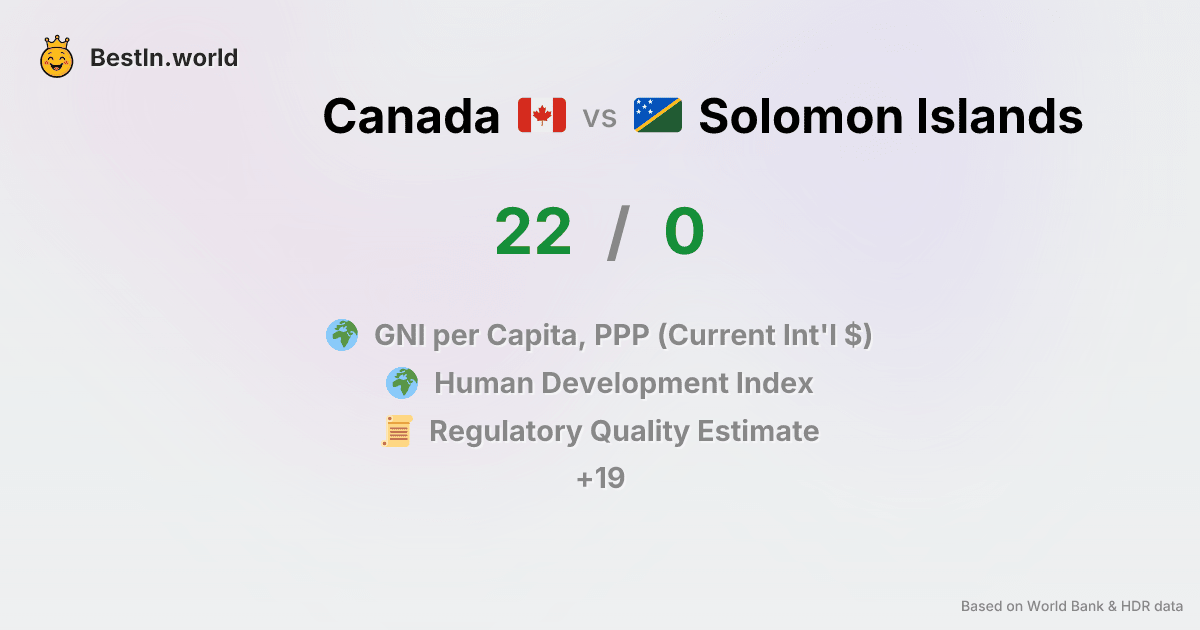 BestIn.world
Canada vs Solomon Islands
22 / 0
GNI per Capita, PPP (Current Int'l $)
Human Development Index
Regulatory Quality Estimate
+19
Based on World Bank & HDR data